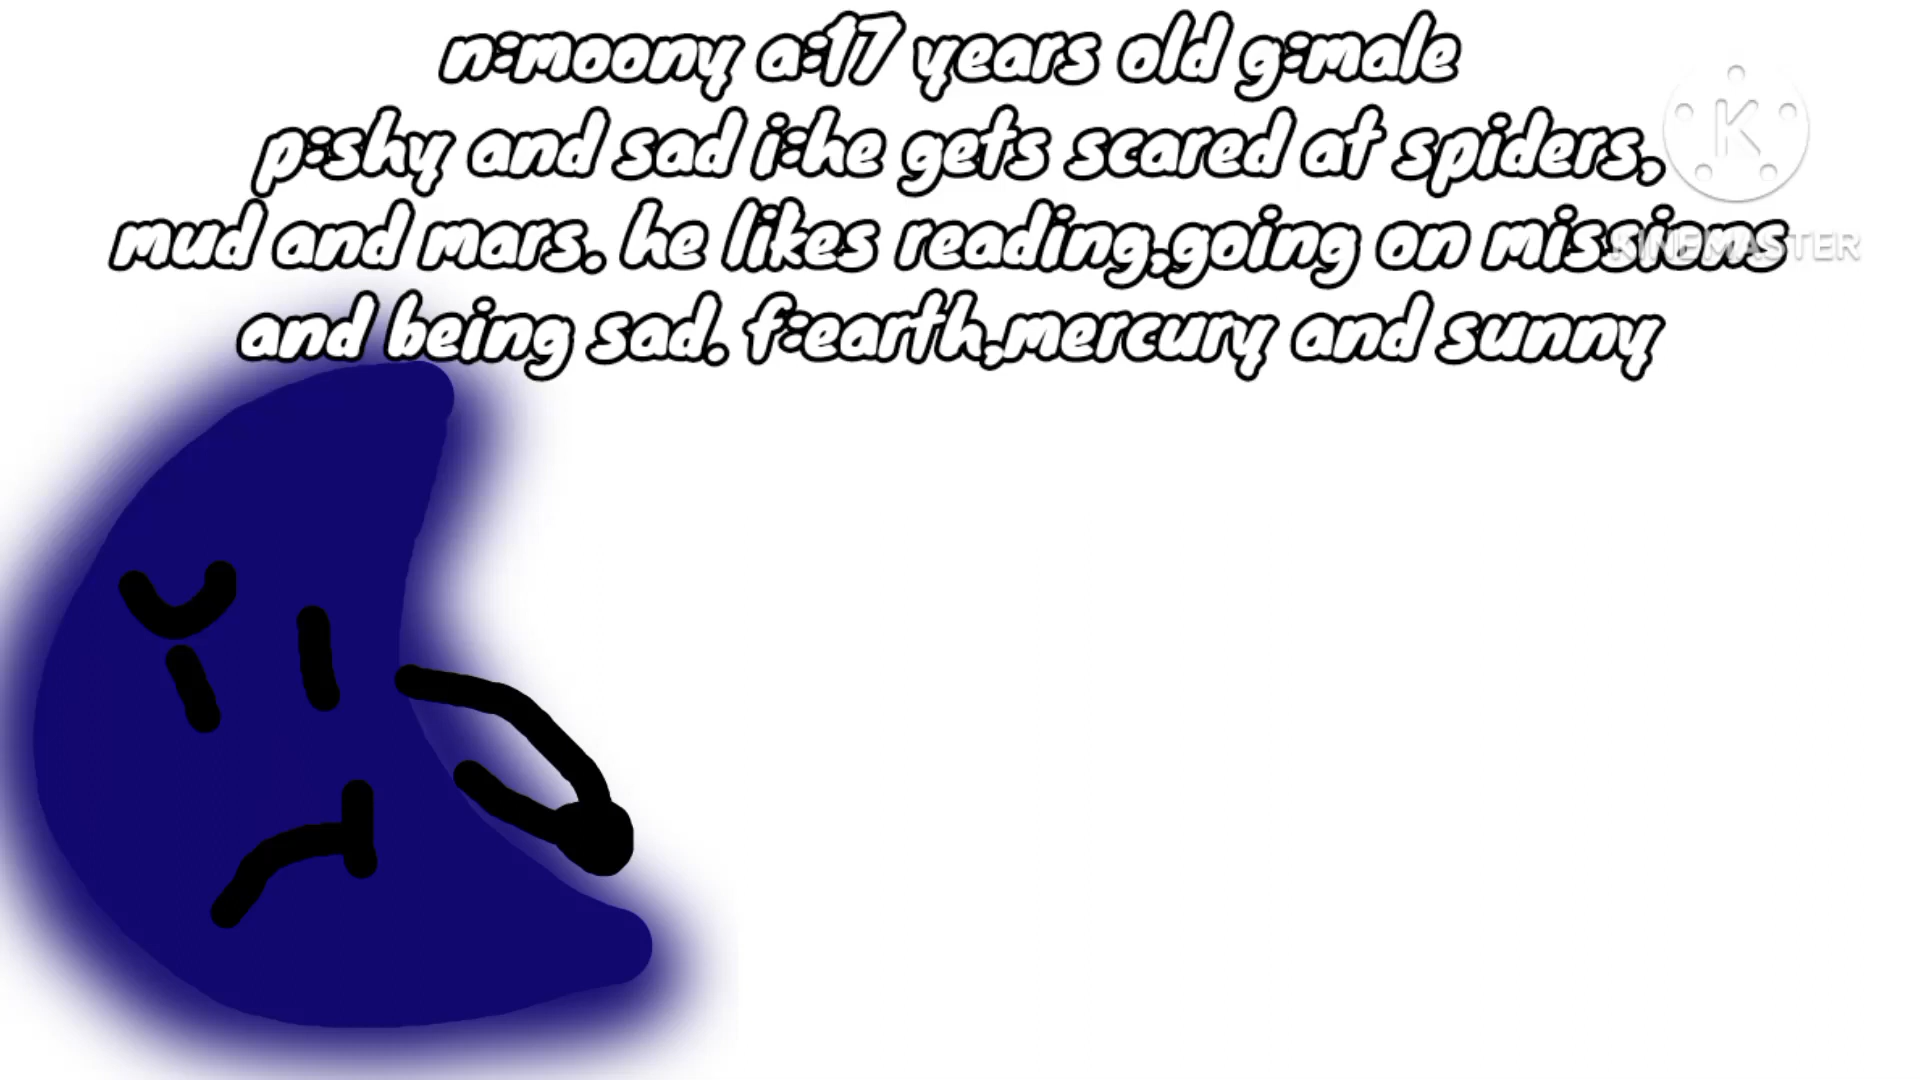 n:moony a:17 years old g:male
p:shy and sad i:he gets scared at spiders,
mud and mars. he likes reading,going on missions
and being sad. f:earth,mercury and sunny
K
KINEMASTER